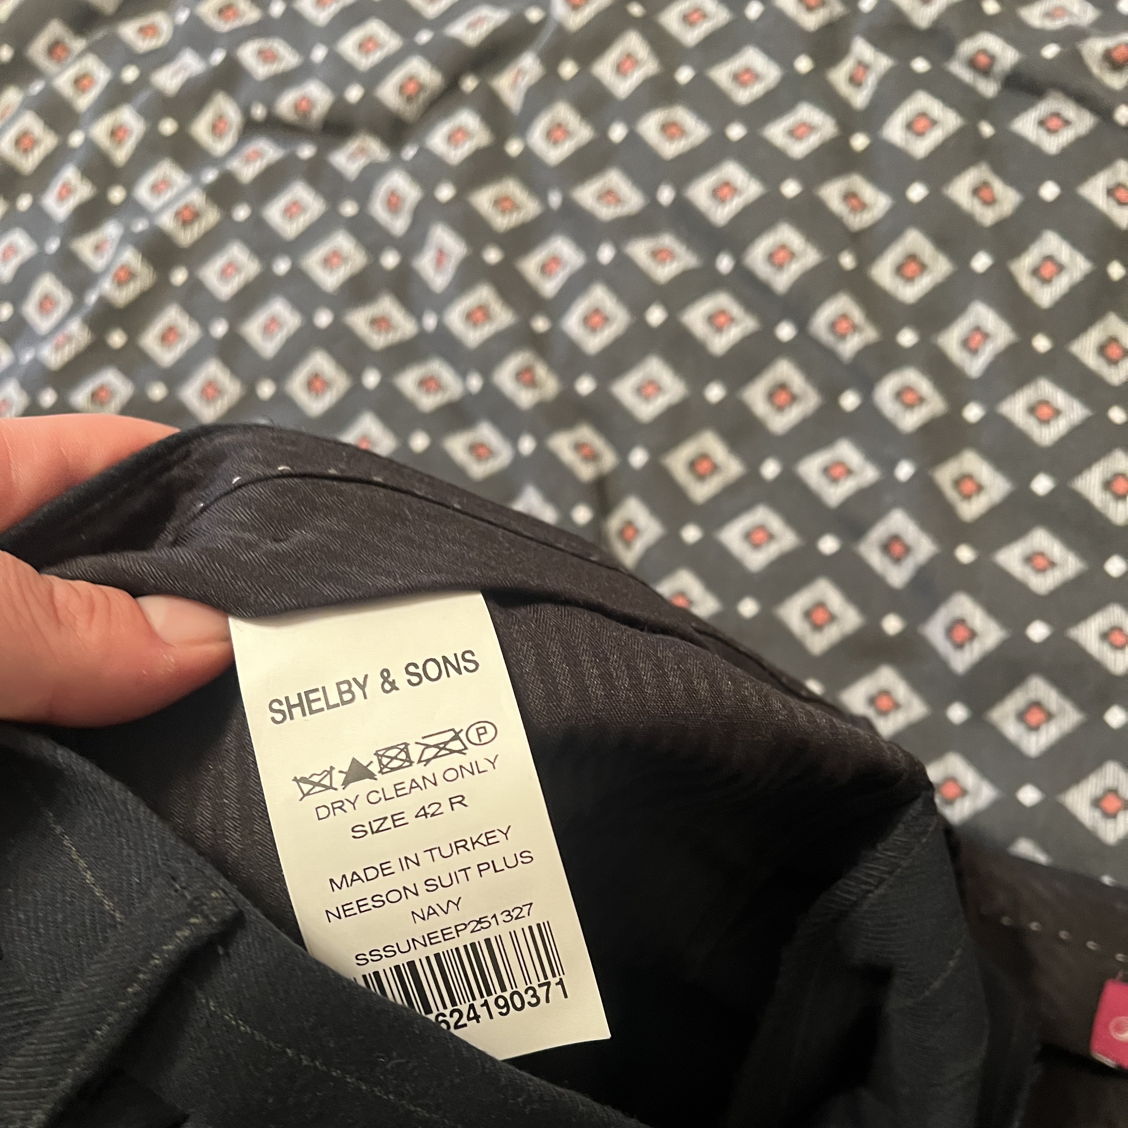 SHELBY & SONS
P
DRY CLEAN ONLY
SIZE 42 R
MADE IN TURKEY
NEESON SUIT PLUS
NAVY
SSSUNEEP251327
624190371